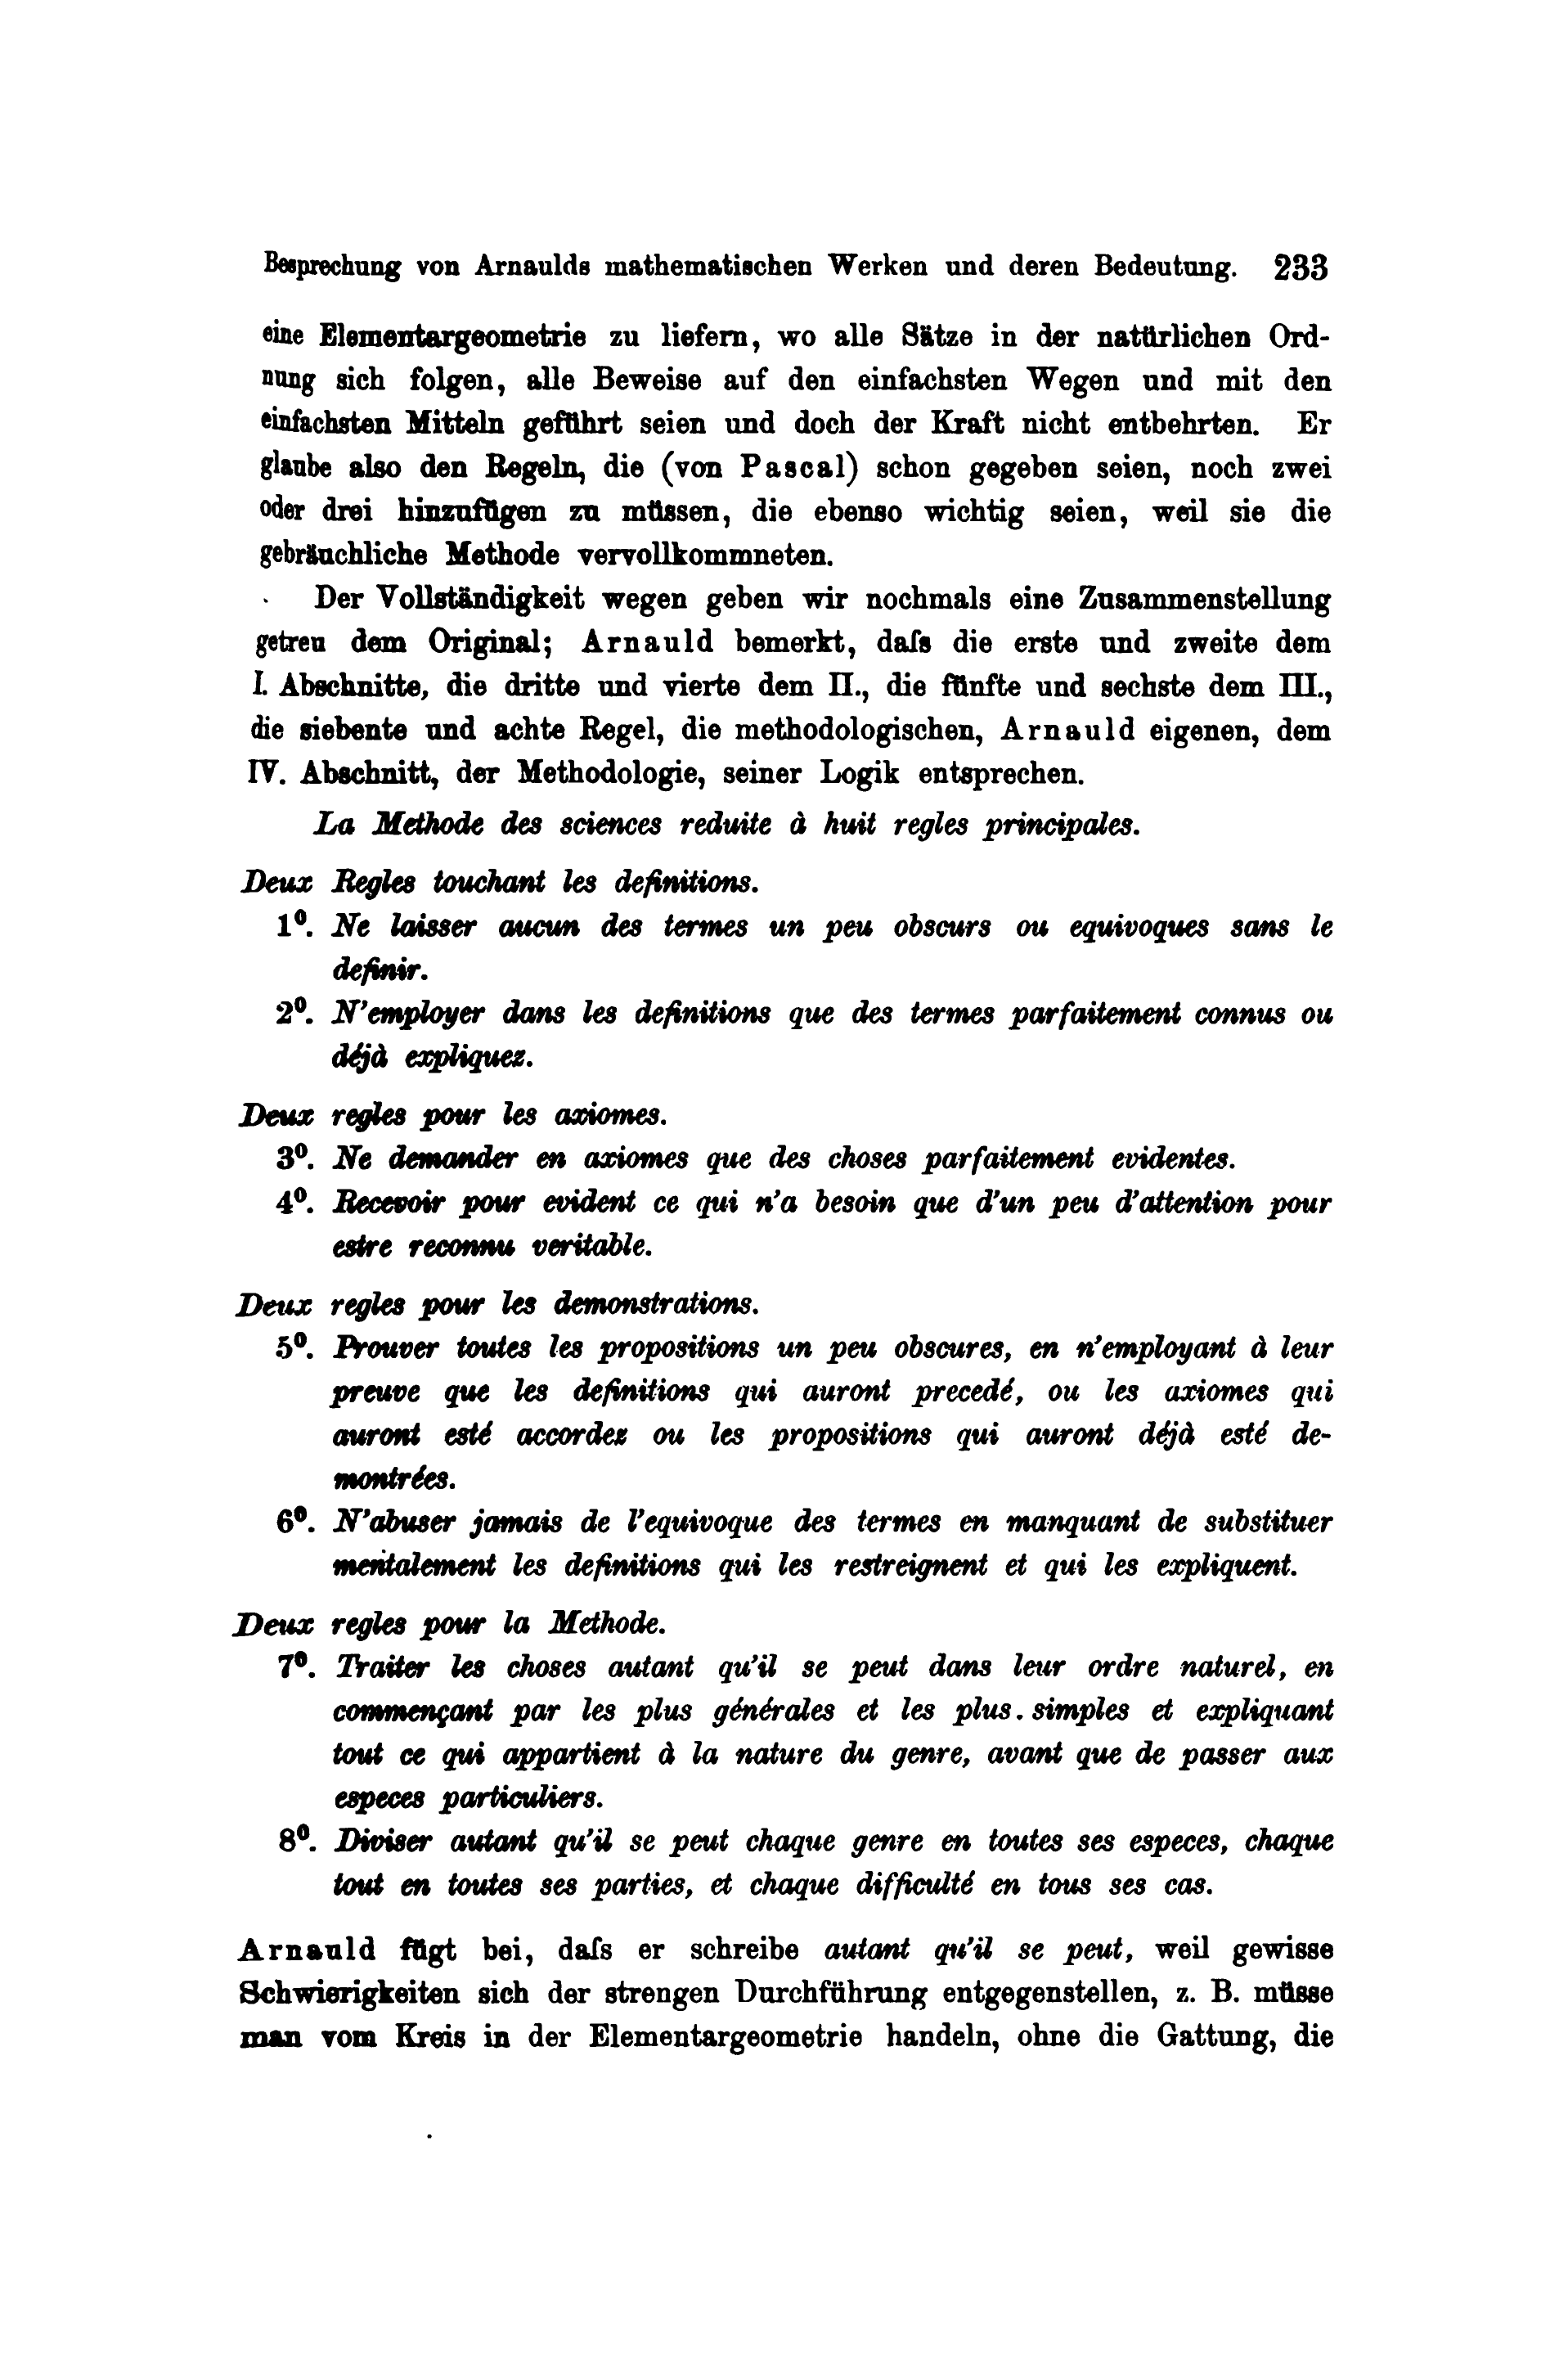 Besprechung von Arnaulds mathematischen Werken und deren Bedeutung. 233
eine Elementargeometrie zu liefern, wo alle Sätze in der natürlichen Ord-
nung sich folgen, alle Beweise auf den einfachsten Wegen und mit den
einfachsten Mitteln geführt seien und doch der Kraft nicht entbehrten. Er
glaube also den Regeln, die (von Pascal) schon gegeben seien, noch zwei
oder drei hinzufügen zu müssen, die ebenso wichtig seien, weil sie die
gebräuchliche Methode vervollkommneten.
Der Vollständigkeit wegen geben wir nochmals eine Zusammenstellung
getreu dem Original; Arnauld bemerkt, daſs die erste und zweite dem
I. Abschnitte, die dritte und vierte dem II., die fünfte und sechste dem III.,
die siebente und achte Regel, die methodologischen, Arnauld eigenen, dem
IV. Abschnitt, der Methodologie, seiner Logik entsprechen.
La Methode des sciences reduite à huit regles principales.
Deux Regles touchant les definitions.
1⁰. Ne laisser aucun des termes un peu obscurs ou equivoques sans le
definir.
2⁰. N'employer dans les definitions que des termes parfaitement connus ou
déjà expliquez.
Deux regles pour les axiomes.
3⁰. Ne demander en axiomes que des choses parfaitement evidentes.
4⁰. Recevoir pour evident ce qui n'a besoin que d'un peu d'attention pour
estre reconnu veritable.
Deux regles pour les demonstrations.
5⁰. Prouver toutes les propositions un peu obscures, en n'employant à leur
preuve que les definitions qui auront precedé, ou les axiomes qui
auront esté accordez ou les propositions qui auront déjà esté de-
montrées.
6⁰. N'abuser jamais de l'equivoque des termes en manquant de substituer
mentalement les definitions qui les restreignent et qui les expliquent.
Deux regles pour la Methode.
7⁰. Traiter les choses autant qu'il se peut dans leur ordre naturel, en
commençant par les plus générales et les plus. simples et expliquant
tout ce qui appartient à la nature du genre, avant que de passer aux
especes particuliers.
8⁰. Diviser autant qu'il se peut chaque genre en toutes ses especes, chaque
tout en toutes ses parties, et chaque difficulté en tous ses cas.
Arnauld fügt bei, daſs er schreibe autant qu'il se peut, weil gewisse
Schwierigkeiten sich der strengen Durchführung entgegenstellen, z. B. müsse
man vom Kreis in der Elementargeometrie handeln, ohne die Gattung, die